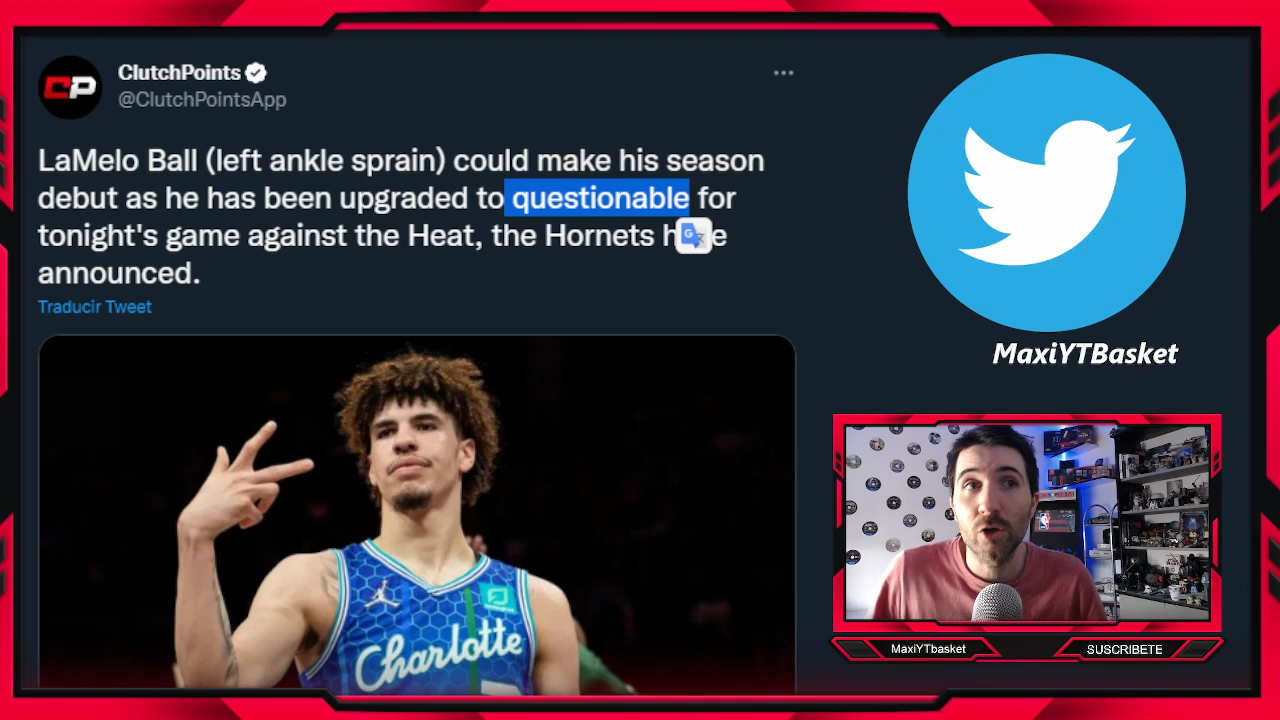 CP
ClutchPoints
@ClutchPointsApp
LaMelo Ball (left ankle sprain) could make his season
debut as he has been upgraded to questionable for
tonight's game against the Heat, the Hornets
announced.
Traducir Tweet
Charlotte
MaxiYTBasket
MaxiYTbasket
SUSCRIBETE